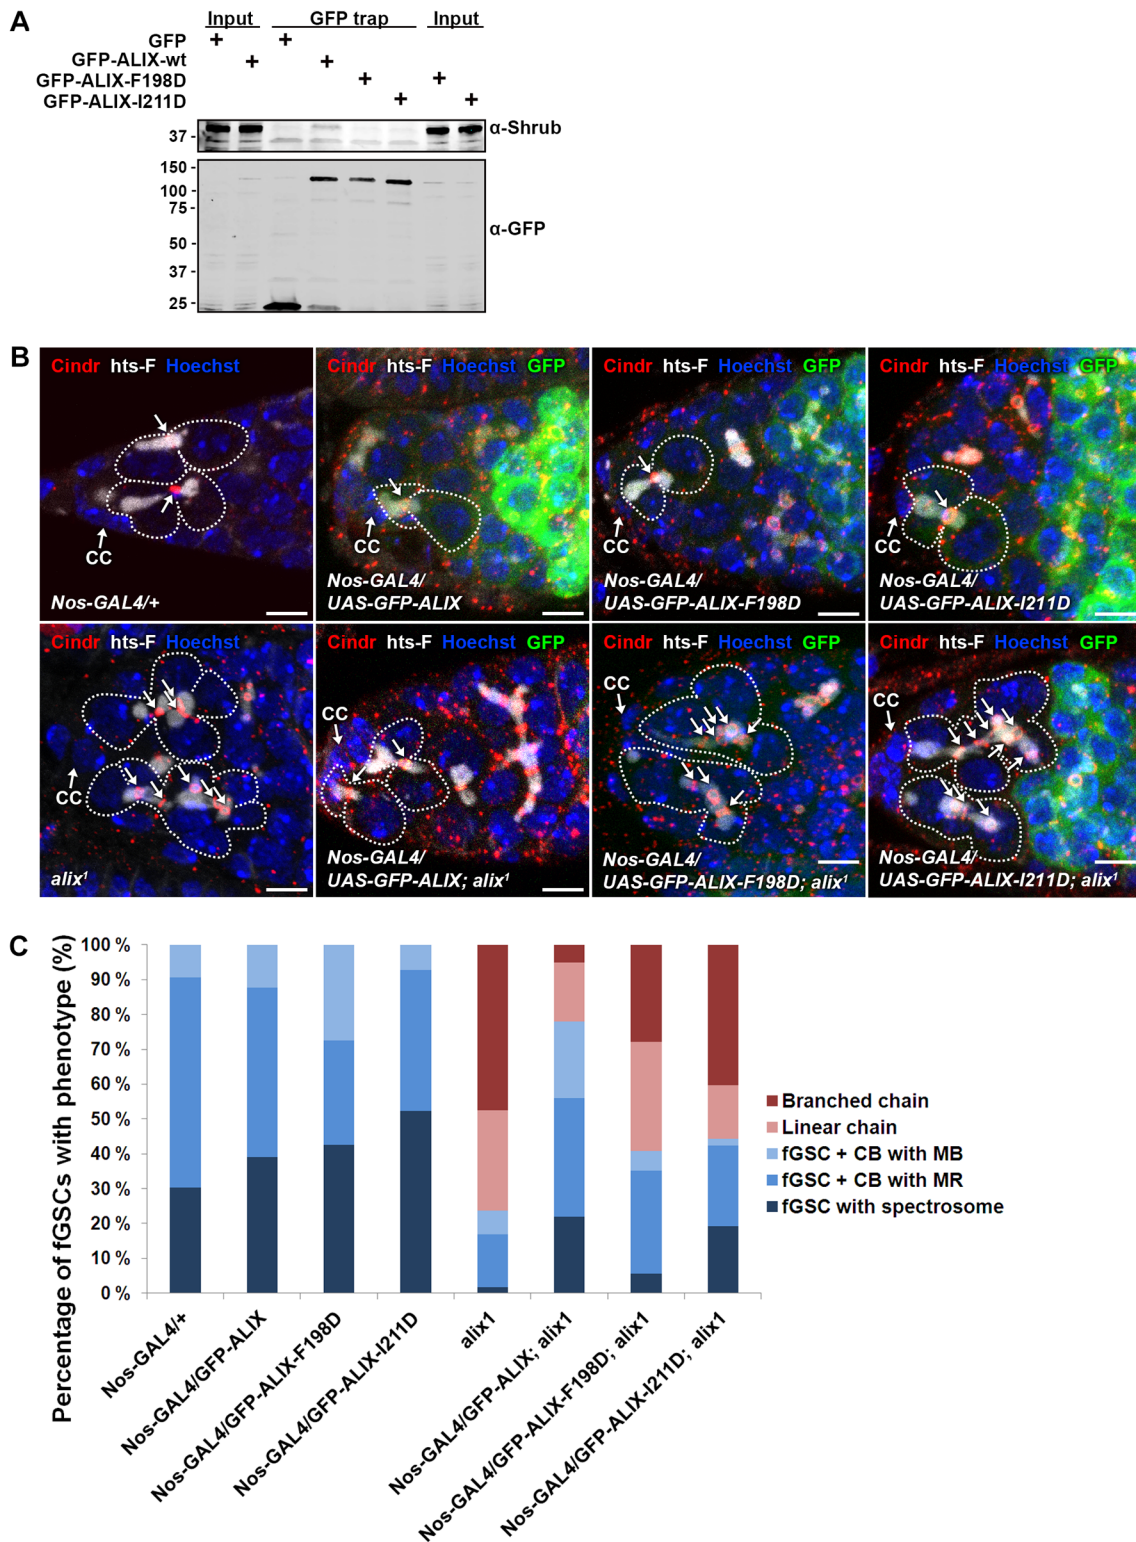 A
Input GFP trap Input
GFP + +
GFP-ALIX-wt + +
GFP-ALIX-F198D + +
GFP-ALIX-I211D + +
37 - α-Shrub
150 -
100 -
75 -
50 - α-GFP
37 -
25 -
B
Cindr hts-F Hoechst
CC
Nos-GAL4/+
Cindr hts-F Hoechst GFP
CC
Nos-GAL4/
UAS-GFP-ALIX
Cindr hts-F Hoechst GFP
CC
Nos-GAL4/
UAS-GFP-ALIX-F198D
Cindr hts-F Hoechst GFP
CC
Nos-GAL4/
UAS-GFP-ALIX-I211D
Cindr hts-F Hoechst
CC
alix¹
Cindr hts-F Hoechst GFP
CC
Nos-GAL4/
UAS-GFP-ALIX; alix¹
Cindr hts-F Hoechst GFP
CC
Nos-GAL4/
UAS-GFP-ALIX-F198D; alix¹
Cindr hts-F Hoechst GFP
CC
Nos-GAL4/
UAS-GFP-ALIX-I211D; alix¹
C
Percentage of fGSCs with phenotype (%)
100 %
90 %
80 %
70 %
60 %
50 %
40 %
30 %
20 %
10 %
0 %
Nos-GAL4/+
Nos-GAL4/GFP-ALIX
Nos-GAL4/GFP-ALIX-F198D
Nos-GAL4/GFP-ALIX-I211D
alix1
Nos-GAL4/GFP-ALIX; alix1
Nos-GAL4/GFP-ALIX-F198D; alix1
Nos-GAL4/GFP-ALIX-I211D; alix1
Branched chain
Linear chain
fGSC + CB with MB
fGSC + CB with MR
fGSC with spectrosome